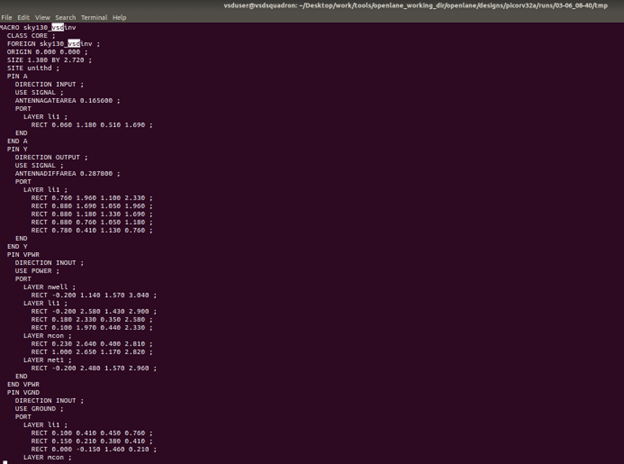 vsduser@vsdsquadron: ~/Desktop/work/tools/openlane_working_dir/openlane/designs/picorv32a/runs/03-06_08-40/tmp
File Edit View Search Terminal Help
MACRO sky130_vsdinv
CLASS CORE ;
FOREIGN sky130_vsdinv ;
ORIGIN 0.000 0.000 ;
SIZE 1.380 BY 2.720 ;
SITE unithd ;
PIN A
DIRECTION INPUT ;
USE SIGNAL ;
ANTENNAGATEAREA 0.165600 ;
PORT
LAYER li1 ;
RECT 0.060 1.180 0.510 1.690 ;
END
END A
PIN Y
DIRECTION OUTPUT ;
USE SIGNAL ;
ANTENNADIFFAREA 0.287800 ;
PORT
LAYER li1 ;
RECT 0.760 1.960 1.100 2.330 ;
RECT 0.880 1.690 1.050 1.960 ;
RECT 0.880 1.180 1.330 1.690 ;
RECT 0.880 0.760 1.050 1.180 ;
RECT 0.780 0.410 1.130 0.760 ;
END
END Y
PIN VPWR
DIRECTION INOUT ;
USE POWER ;
PORT
LAYER nwell ;
RECT -0.200 1.140 1.570 3.040 ;
LAYER li1 ;
RECT -0.200 2.580 1.430 2.900 ;
RECT 0.180 2.330 0.350 2.580 ;
RECT 0.100 1.970 0.440 2.330 ;
LAYER mcon ;
RECT 0.230 2.640 0.400 2.810 ;
RECT 1.000 2.650 1.170 2.820 ;
LAYER met1 ;
RECT -0.200 2.480 1.570 2.960 ;
END
END VPWR
PIN VGND
DIRECTION INOUT ;
USE GROUND ;
PORT
LAYER li1 ;
RECT 0.100 0.410 0.450 0.760 ;
RECT 0.150 0.210 0.380 0.410 ;
RECT 0.000 -0.150 1.460 0.210 ;
LAYER mcon ;